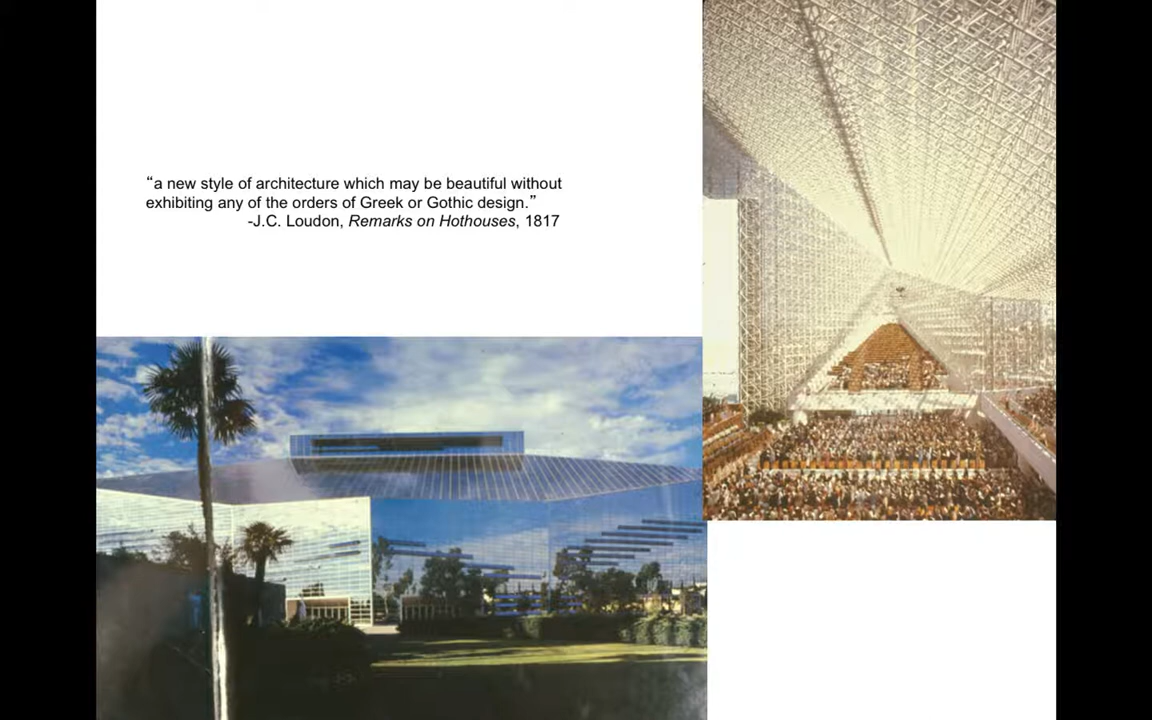 “a new style of architecture which may be beautiful without
exhibiting any of the orders of Greek or Gothic design.”
-J.C. Loudon, Remarks on Hothouses, 1817